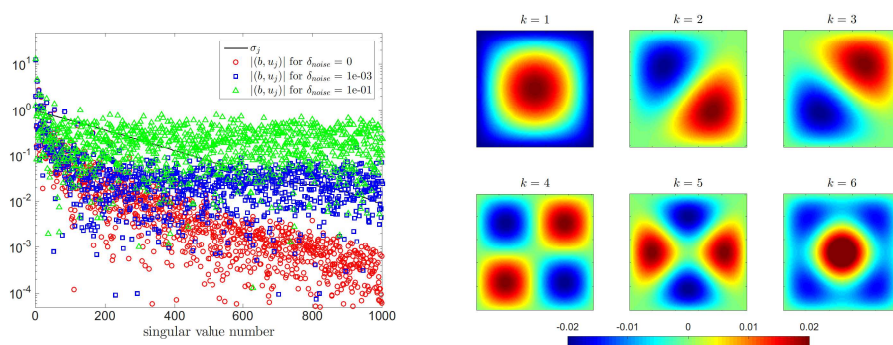 σ_j
|(b, u_j)| for δ_noise = 0
|(b, u_j)| for δ_noise = 1e-03
|(b, u_j)| for δ_noise = 1e-01
10^1
10^0
10^-1
10^-2
10^-3
10^-4
0 200 400 600 800 1000
singular value number
k = 1 k = 2 k = 3
k = 4 k = 5 k = 6
-0.02 -0.01 0 0.01 0.02